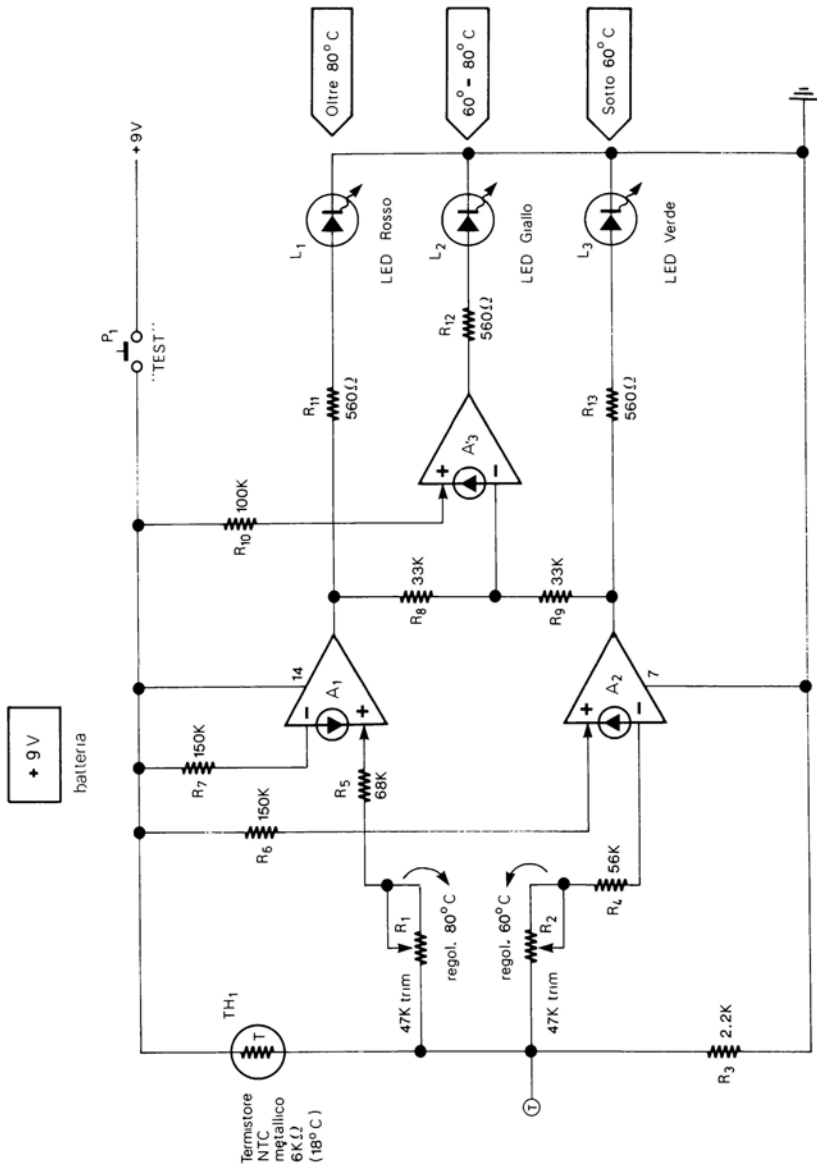 + 9 V
batteria
+ 9V
P1
"TEST"
Oltre 80° C
60° - 80° C
Sotto 60° C
TH1
T
Termistore
NTC
metallico
6KΩ
(18°C)
R7
150K
R6
150K
R10
100K
14
A1
−
+
R5
68K
R11
560Ω
L1
LED Rosso
R8
33K
R9
33K
A3
+
−
R12
560Ω
L2
LED Giallo
R1
regol. 80°C
47K trim
regol. 60°C
R2
47K trim
56K
R4
A2
+
−
7
R13
560Ω
L3
LED Verde
T
R3
2.2K